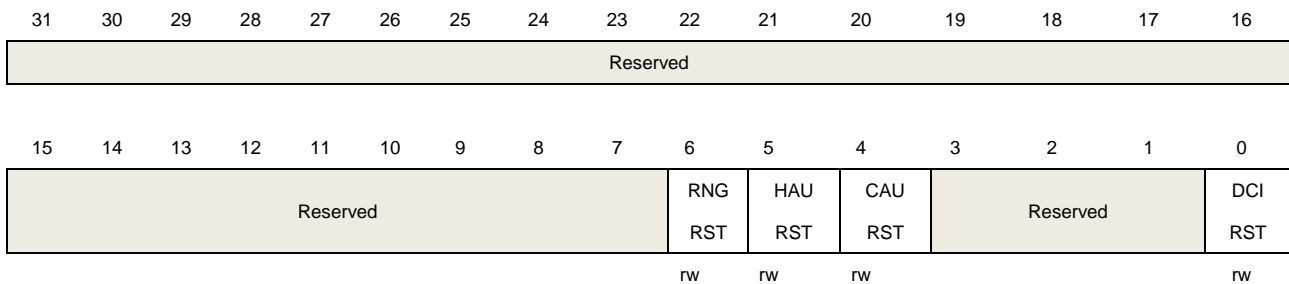 31 30 29 28 27 26 25 24 23 22 21 20 19 18 17 16
Reserved
15 14 13 12 11 10 9 8 7 6 5 4 3 2 1 0
Reserved RNG HAU CAU Reserved DCI
RST RST RST RST
rw rw rw rw